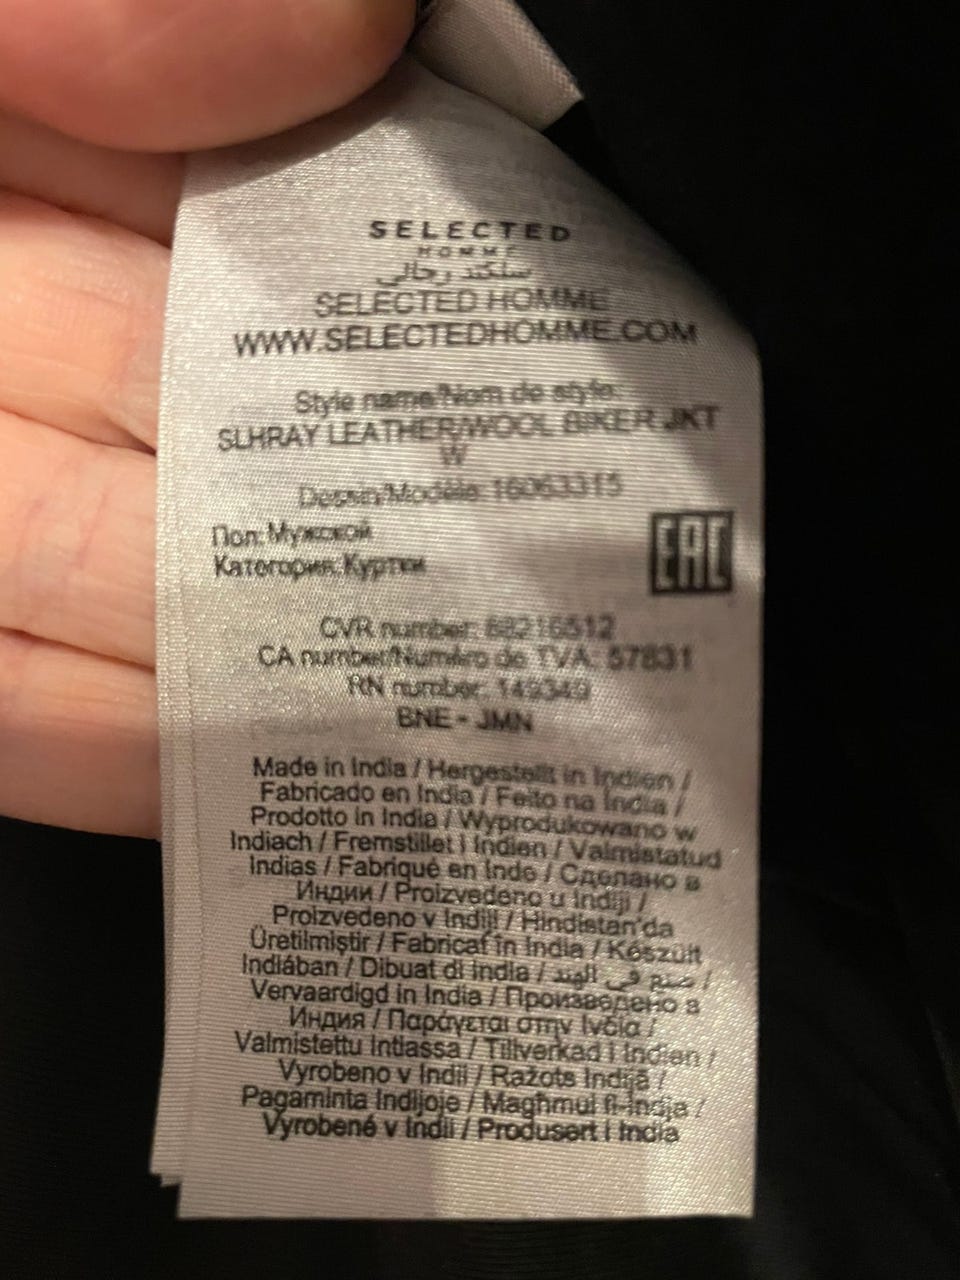 SELECTED
HOMME
سلكتد رجالي
SELECTED HOMME
WWW.SELECTEDHOMME.COM
Style name/Nom de style:
SLHRAY LEATHER/WOOL BIKER JKT
W
Dessin/Modèle: 16063315
Пол: Мужской
Категория: Куртки
EAC
CVR number: 88216512
CA number/Numéro de TVA: 57831
RN number: 149349
BNE - JMN
Made in India / Hergestellt in Indien /
Fabricado en India / Feito na Índia /
Prodotto in India / Wyprodukowano w
Indiach / Fremstillet i Indien / Valmistatud
Indias / Fabriqué en Inde / Сделано в
Индии / Proizvedeno u Indiji /
Proizvedeno v Indiji / Hindistan'da
Üretilmiştir / Fabricat în India / Készült
Indiában / Dibuat di India / صنع في الهند /
Vervaardigd in India / Произведено в
Индия / Παράγεται στην Ινδία /
Valmistettu Intiassa / Tillverkad i Indien /
Vyrobeno v Indii / Ražots Indijā /
Pagaminta Indijoje / Magħmul fl-Indja /
Vyrobené v Indii / Produsert i India